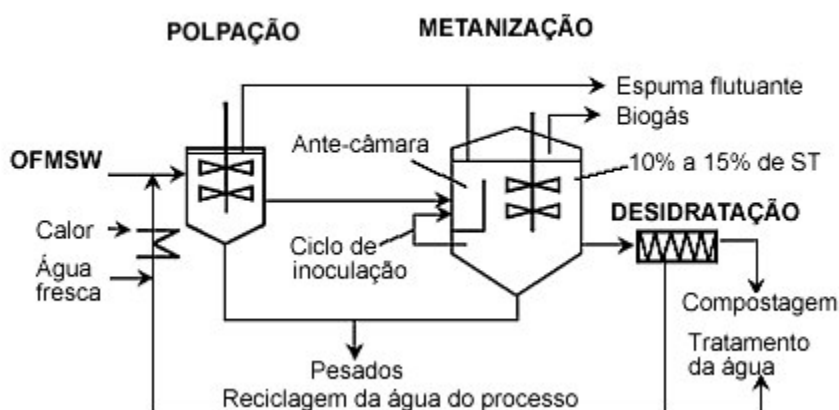 POLPAÇÃO
METANIZAÇÃO
Espuma flutuante
Biogás
Ante-câmara
10% a 15% de ST
OFMSW
DESIDRATAÇÃO
Calor
Ciclo de
inoculação
Água
fresca
Compostagem
Tratamento
da água
Pesados
Reciclagem da água do processo